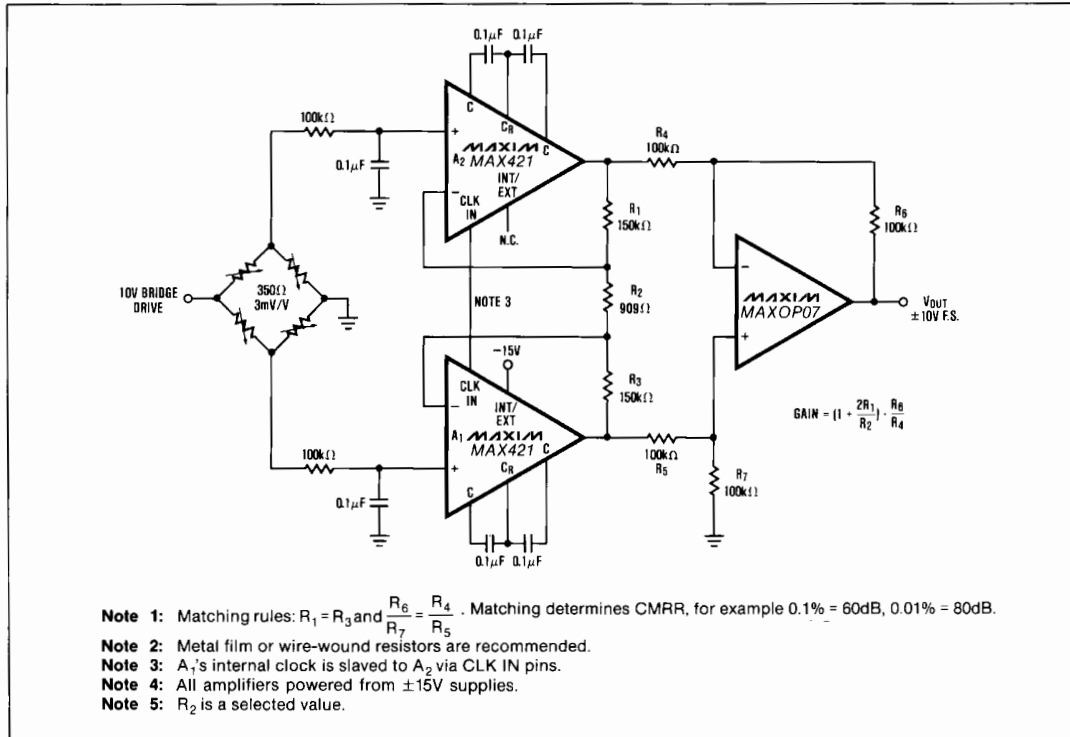 0.1µF 0.1µF
C
C_R
C
100kΩ
+
A2 MAXIM
MAX421
INT/
EXT
−
CLK
IN
0.1µF
N.C.
R4
100kΩ
R1
150kΩ
R6
100kΩ
10V BRIDGE
DRIVE
350Ω
3mV/V
NOTE 3
R2
909Ω
−
MAXIM
MAXOP07
+
VOUT
±10V F.S.
−15V
CLK
IN
INT/
EXT
−
A1 MAXIM
MAX421
+
C
C_R
C
R3
150kΩ
GAIN = (1 + 2R1/R2) · R6/R4
100kΩ
0.1µF
100kΩ
R5
R7
100kΩ
0.1µF 0.1µF
Note 1: Matching rules: R1 = R3 and R6/R7 = R4/R5 . Matching determines CMRR, for example 0.1% = 60dB, 0.01% = 80dB.
Note 2: Metal film or wire-wound resistors are recommended.
Note 3: A1's internal clock is slaved to A2 via CLK IN pins.
Note 4: All amplifiers powered from ±15V supplies.
Note 5: R2 is a selected value.